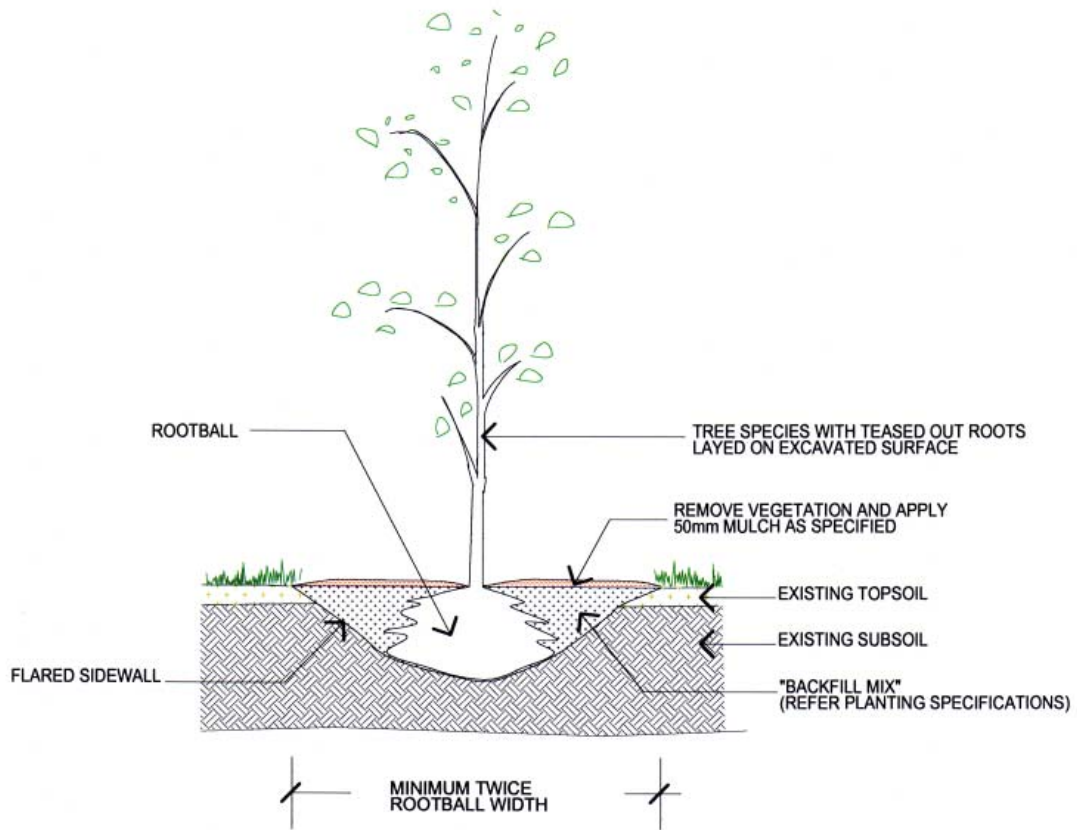 ROOTBALL
TREE SPECIES WITH TEASED OUT ROOTS
LAYED ON EXCAVATED SURFACE
REMOVE VEGETATION AND APPLY
50mm MULCH AS SPECIFIED
EXISTING TOPSOIL
EXISTING SUBSOIL
FLARED SIDEWALL
"BACKFILL MIX"
(REFER PLANTING SPECIFICATIONS)
MINIMUM TWICE
ROOTBALL WIDTH